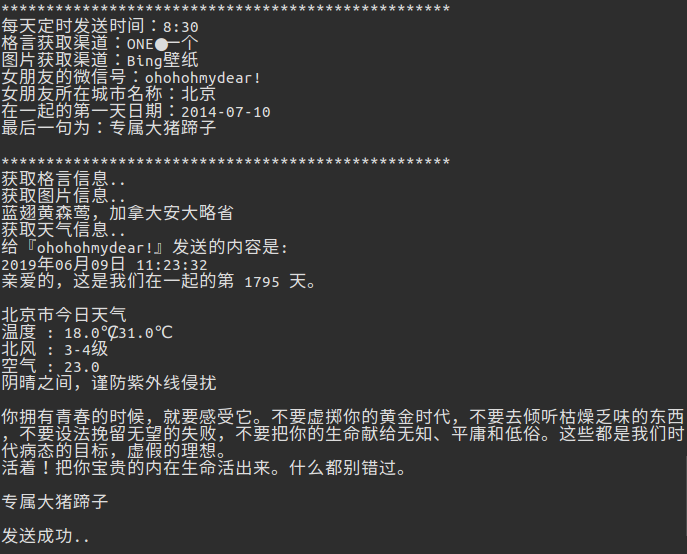 **************************************************
每天定时发送时间：8:30
格言获取渠道：ONE●一个
图片获取渠道：Bing壁纸
女朋友的微信号：ohohohmydear!
女朋友所在城市名称：北京
在一起的第一天日期：2014-07-10
最后一句为：专属大猪蹄子
**************************************************
获取格言信息..
获取图片信息..
蓝翅黄森莺，加拿大安大略省
获取天气信息..
给『ohohohmydear!』发送的内容是:
2019年06月09日 11:23:32
亲爱的，这是我们在一起的第 1795 天。
北京市今日天气
温度 : 18.0℃/31.0℃
北风 : 3-4级
空气 : 23.0
阴晴之间，谨防紫外线侵扰
你拥有青春的时候，就要感受它。不要虚掷你的黄金时代，不要去倾听枯燥乏味的东西
，不要设法挽留无望的失败，不要把你的生命献给无知、平庸和低俗。这些都是我们时
代病态的目标，虚假的理想。
活着！把你宝贵的内在生命活出来。什么都别错过。
专属大猪蹄子
发送成功..